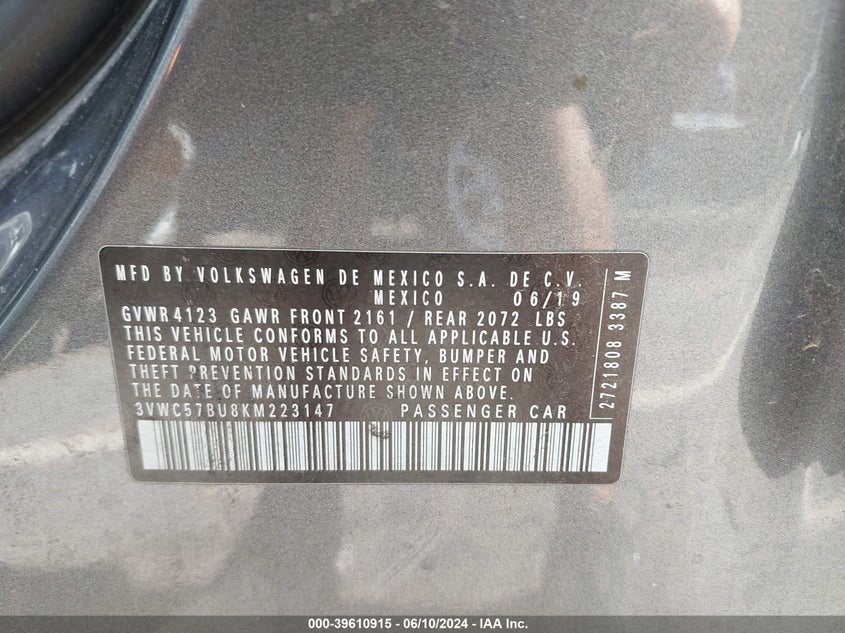 MFD BY VOLKSWAGEN DE MEXICO S.A. DE C.V.
MEXICO 06/19
GVWR 4123 GAWR FRONT 2161 / REAR 2072 LBS
THIS VEHICLE CONFORMS TO ALL APPLICABLE U.S.
FEDERAL MOTOR VEHICLE SAFETY, BUMPER AND
THEFT PREVENTION STANDARDS IN EFFECT ON
THE DATE OF MANUFACTURE SHOWN ABOVE.
3VWC57BU8KM223147 PASSENGER CAR
2721808 3387 M
000-39610915 - 06/10/2024 - IAA Inc.